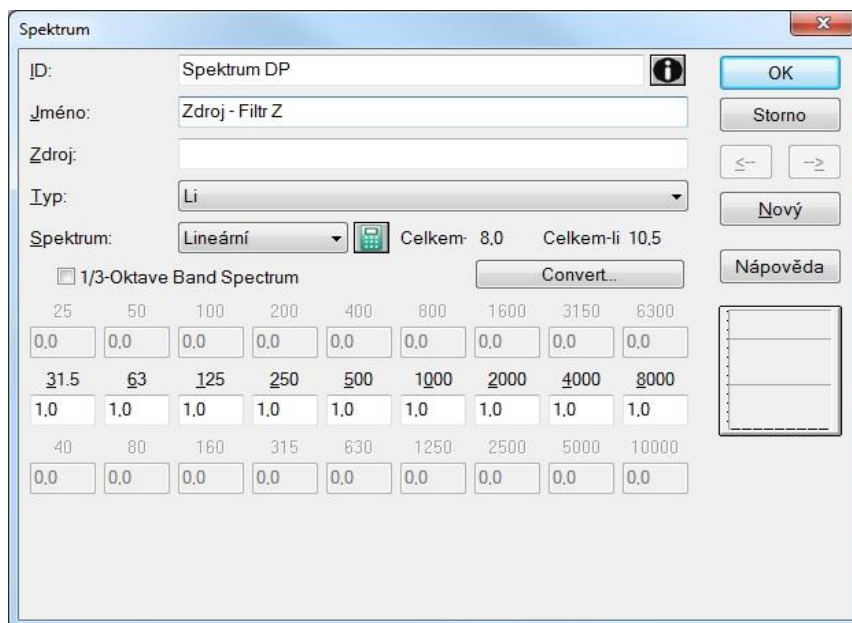 Spektrum
ID: Spektrum DP OK
Jméno: Zdroj - Filtr Z Storno
Zdroj: <-- -->
Typ: Li Nový
Spektrum: Lineární Celkem- 8,0 Celkem-li 10,5
1/3-Oktave Band Spectrum Convert... Nápověda
25 50 100 200 400 800 1600 3150 6300
0,0 0,0 0,0 0,0 0,0 0,0 0,0 0,0 0,0
31.5 63 125 250 500 1000 2000 4000 8000
1,0 1,0 1,0 1,0 1,0 1,0 1,0 1,0 1,0
40 80 160 315 630 1250 2500 5000 10000
0,0 0,0 0,0 0,0 0,0 0,0 0,0 0,0 0,0